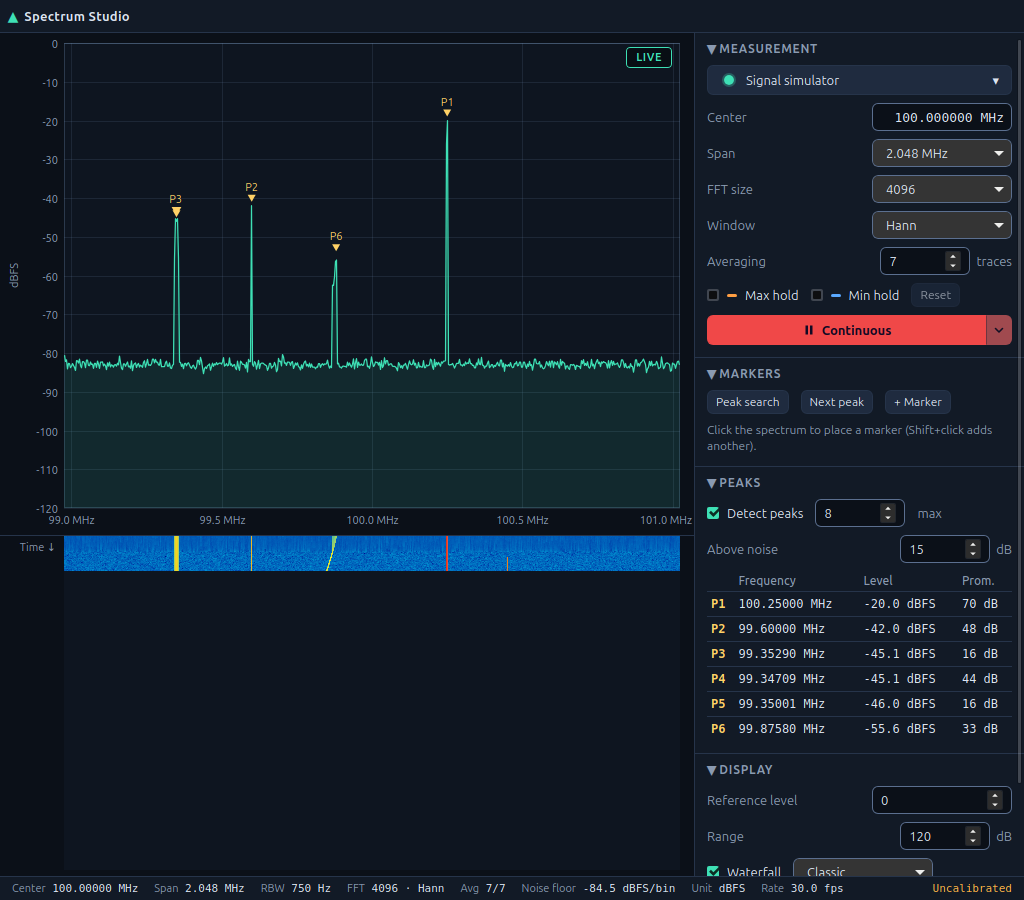 Spectrum Studio
LIVE
0
-10
-20
-30
-40
-50
-60
-70
-80
-90
-100
-110
-120
dBFS
P1
P2
P3
P6
99.0 MHz 99.5 MHz 100.0 MHz 100.5 MHz 101.0 MHz
Time ↓
▼ MEASUREMENT
Signal simulator ▾
Center 100.000000 MHz
Span 2.048 MHz
FFT size 4096
Window Hann
Averaging 7 traces
Max hold Min hold Reset
Continuous
▼ MARKERS
Peak search Next peak + Marker
Click the spectrum to place a marker (Shift+click adds
another).
▼ PEAKS
Detect peaks 8 max
Above noise 15 dB
Frequency Level Prom.
P1 100.25000 MHz -20.0 dBFS 70 dB
P2 99.60000 MHz -42.0 dBFS 48 dB
P3 99.35290 MHz -45.1 dBFS 16 dB
P4 99.34709 MHz -45.1 dBFS 44 dB
P5 99.35001 MHz -46.0 dBFS 16 dB
P6 99.87580 MHz -55.6 dBFS 33 dB
▼ DISPLAY
Reference level 0
Range 120 dB
Waterfall Classic
Center 100.00000 MHz Span 2.048 MHz RBW 750 Hz FFT 4096 · Hann Avg 7/7 Noise floor -84.5 dBFS/bin Unit dBFS Rate 30.0 fps Uncalibrated